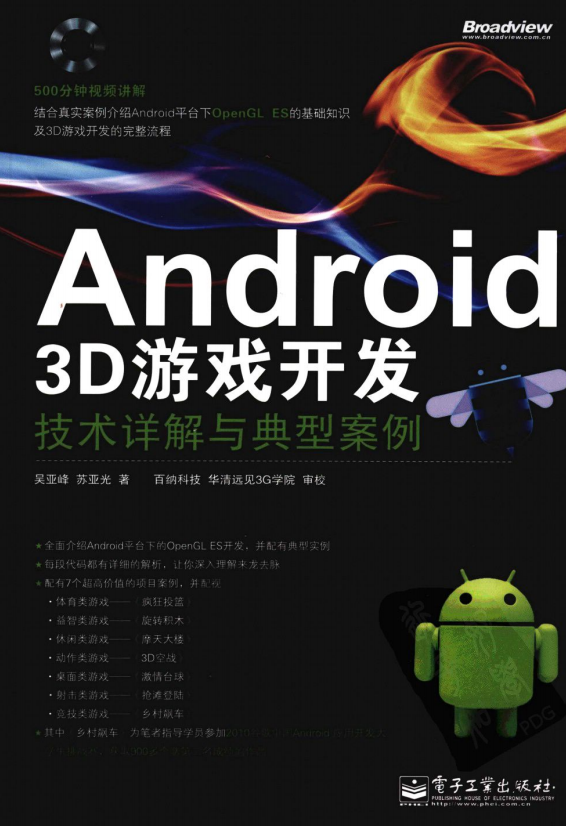 Broadview
www.broadview.com.cn
500分钟视频讲解
结合真实案例介绍Android平台下OpenGL ES的基础知识
及3D游戏开发的完整流程
Android
3D游戏开发
技术详解与典型案例
吴亚峰 苏亚光 著 百纳科技 华清远见3G学院 审校
★全面介绍Android平台下的OpenGL ES开发，并配有典型实例
★每段代码都有详细的解析，让你深入理解来龙去脉
★配有7个超高价值的项目案例，并配视
·体育类游戏——《疯狂投篮》
·益智类游戏——《旋转积木》
·休闲类游戏——《摩天大楼》
·动作类游戏——《3D空战》
·桌面类游戏——《激情台球》
·射击类游戏——《抢滩登陆》
·竞技类游戏——《乡村飙车》
★其中《乡村飙车》为笔者指导学员参加2010
PDG
電子工業出版社
PUBLISHING HOUSE OF ELECTRONICS INDUSTRY
http://www.phei.com.cn